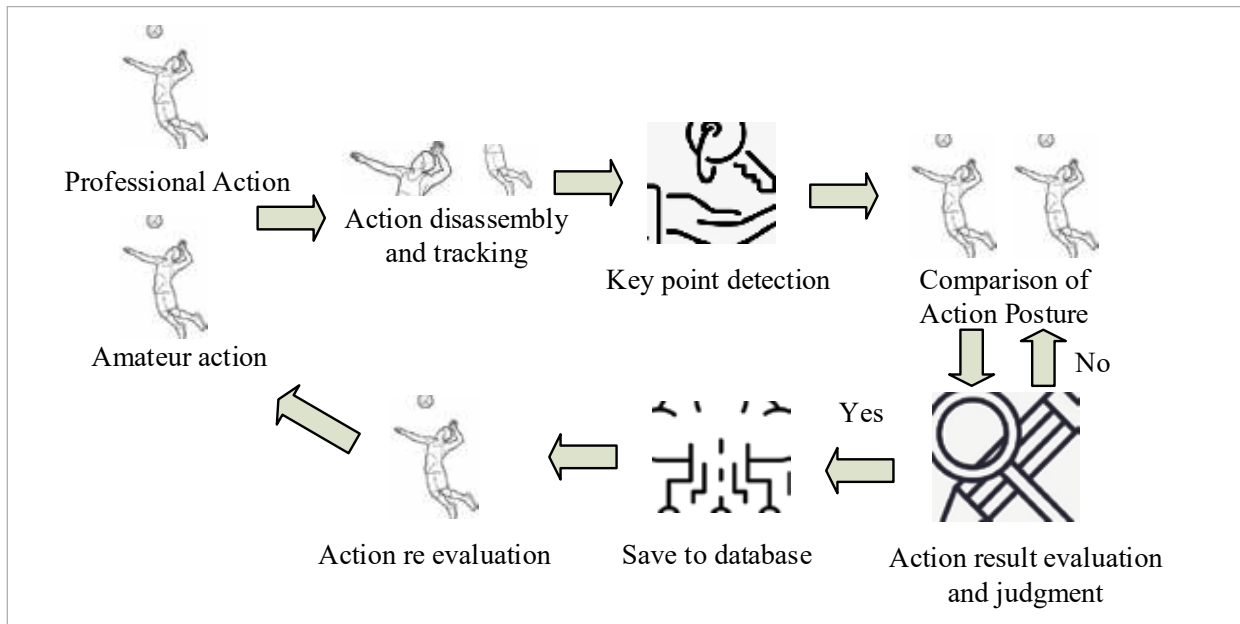 Professional Action
Action disassembly
and tracking
Key point detection
Comparison of
Action Posture
Amateur action
No
Yes
Action re evaluation
Save to database
Action result evaluation
and judgment